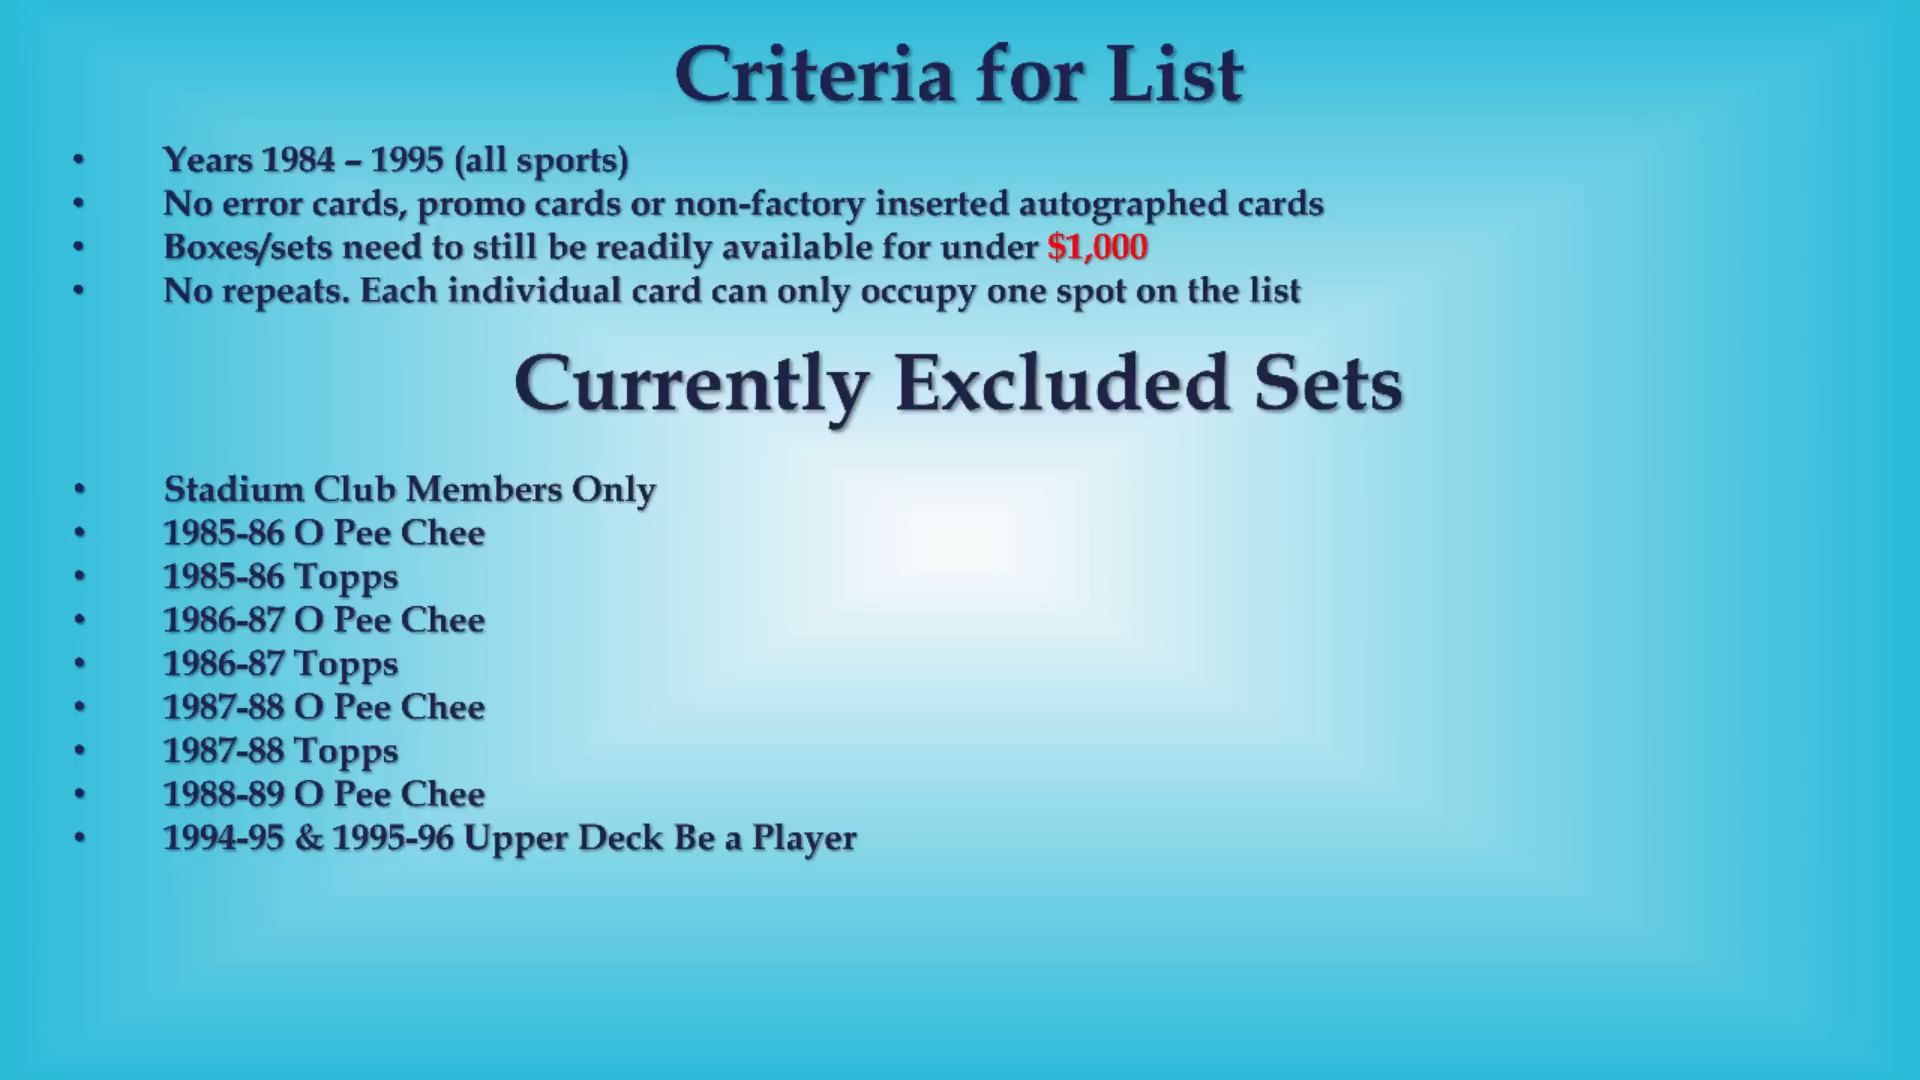 Criteria for List
• Years 1984 – 1995 (all sports)
• No error cards, promo cards or non-factory inserted autographed cards
• Boxes/sets need to still be readily available for under $1,000
• No repeats. Each individual card can only occupy one spot on the list
Currently Excluded Sets
• Stadium Club Members Only
• 1985-86 O Pee Chee
• 1985-86 Topps
• 1986-87 O Pee Chee
• 1986-87 Topps
• 1987-88 O Pee Chee
• 1987-88 Topps
• 1988-89 O Pee Chee
• 1994-95 & 1995-96 Upper Deck Be a Player